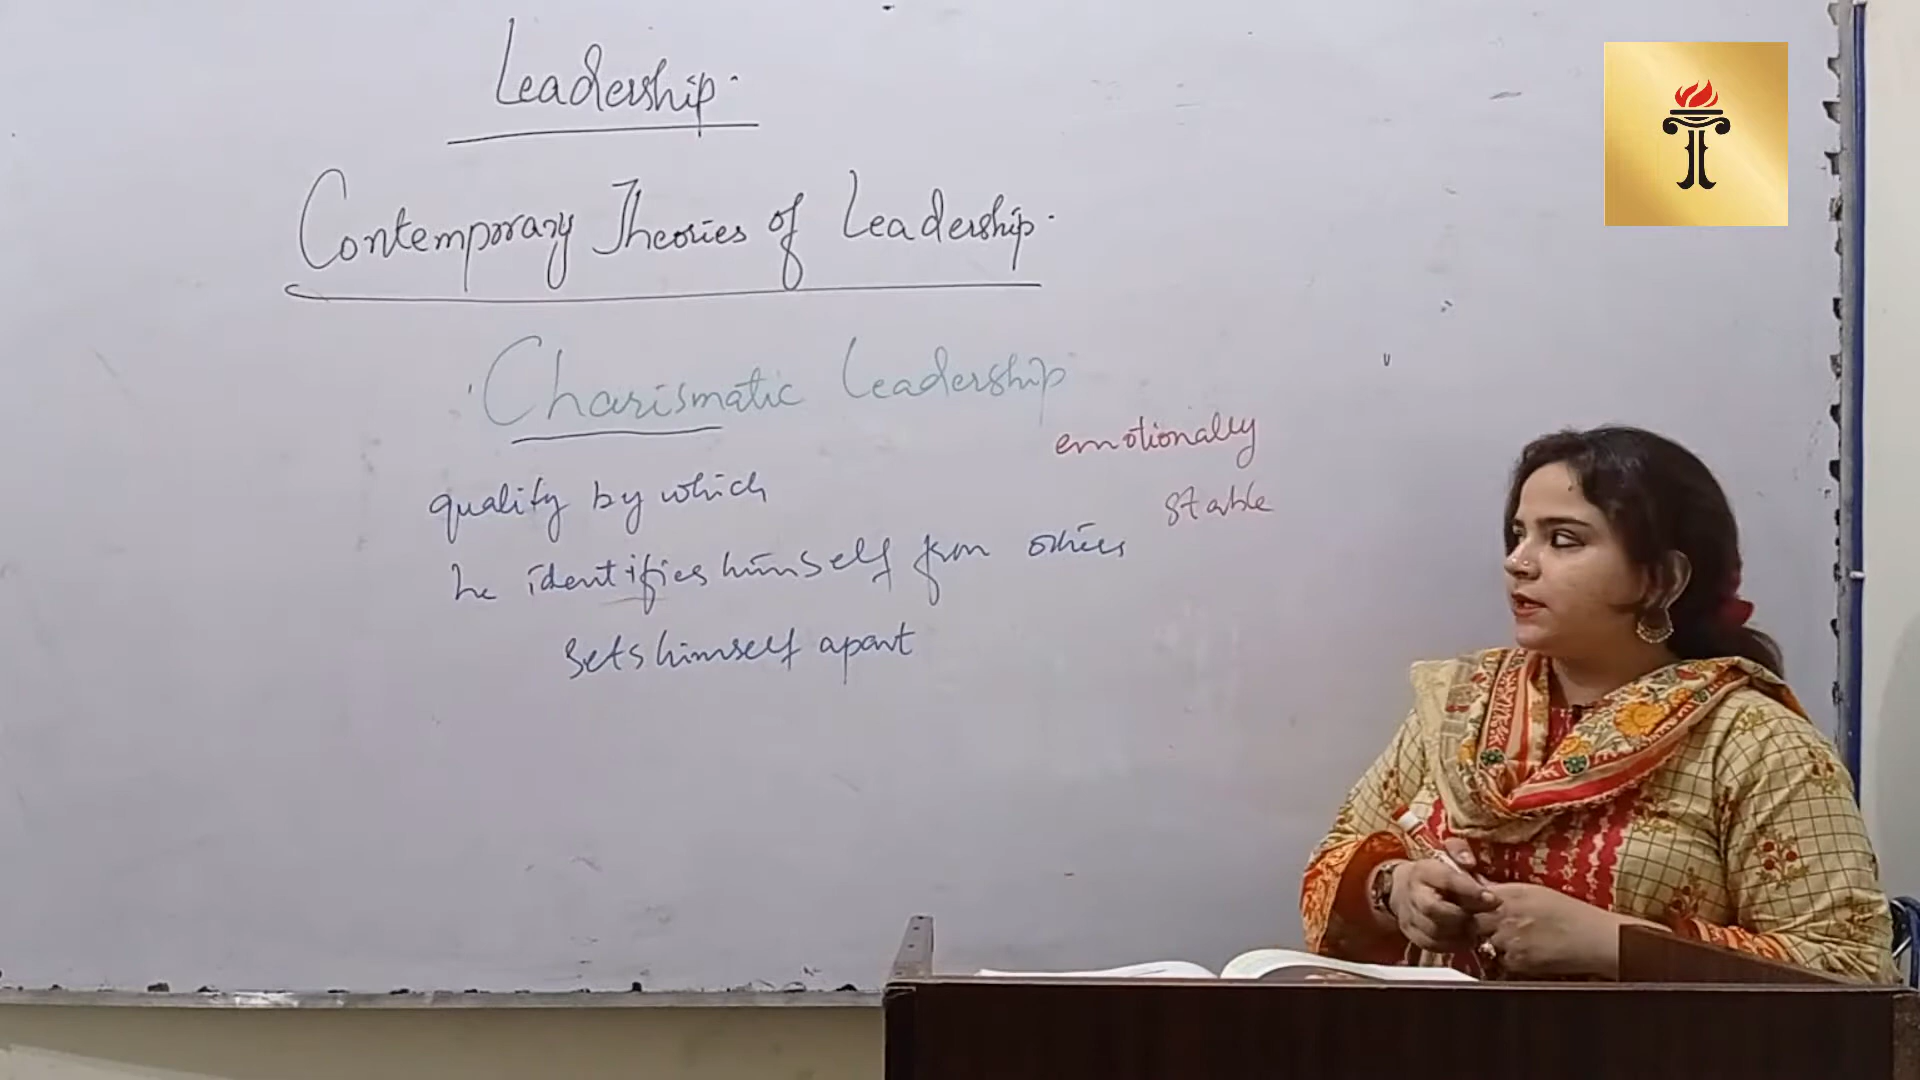 Leadership.
Contemporary Theories of Leadership.
Charismatic Leadership
emotionally
stable
quality by which
he identifies himself from others
sets himself apart